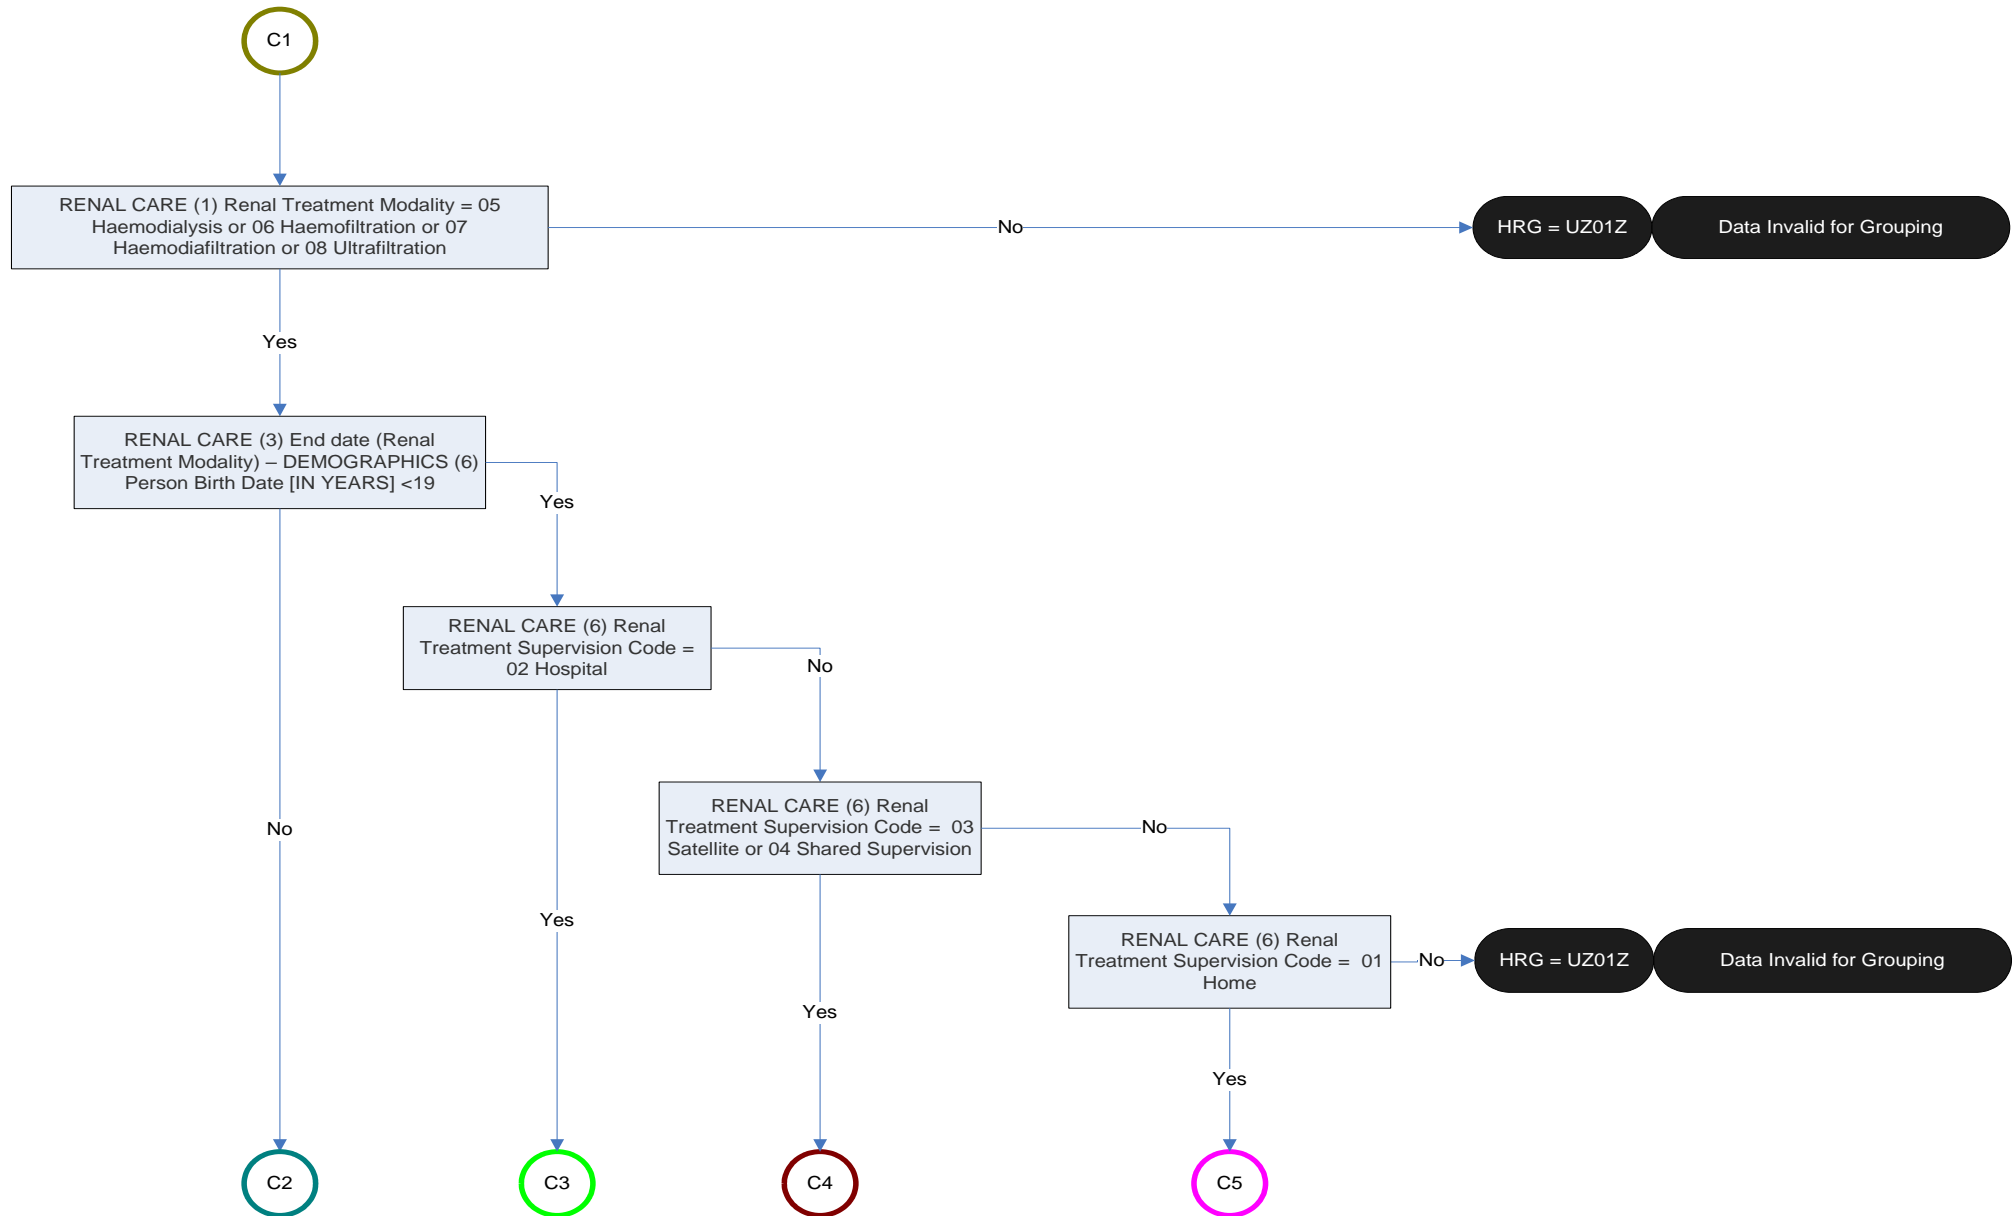 C1
RENAL CARE (1) Renal Treatment Modality = 05
Haemodialysis or 06 Haemofiltration or 07
Haemodiafiltration or 08 Ultrafiltration
No
HRG = UZ01Z
Data Invalid for Grouping
Yes
RENAL CARE (3) End date (Renal
Treatment Modality) – DEMOGRAPHICS (6)
Person Birth Date [IN YEARS] <19
Yes
RENAL CARE (6) Renal
Treatment Supervision Code =
02 Hospital
No
RENAL CARE (6) Renal
Treatment Supervision Code =  03
Satellite or 04 Shared Supervision
No
No
Yes
RENAL CARE (6) Renal
Treatment Supervision Code =  01
Home
No
HRG = UZ01Z
Data Invalid for Grouping
Yes
Yes
C2
C3
C4
C5